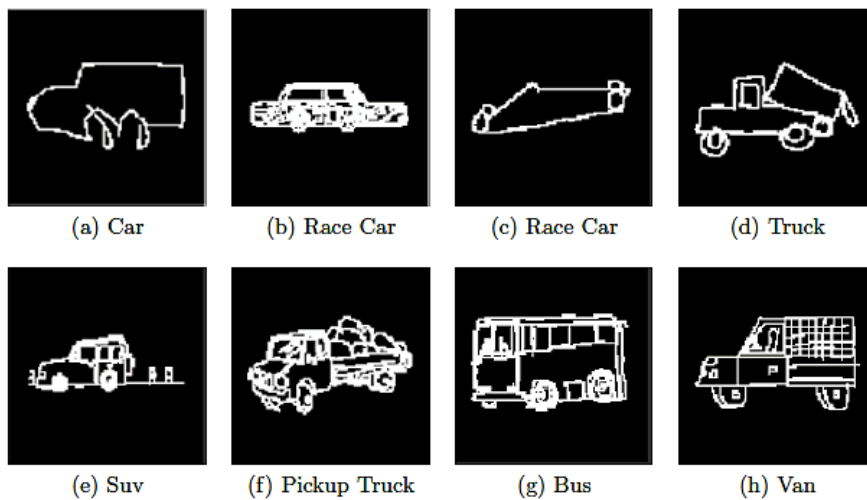 (a) Car
(b) Race Car
(c) Race Car
(d) Truck
(e) Suv
(f) Pickup Truck
(g) Bus
(h) Van